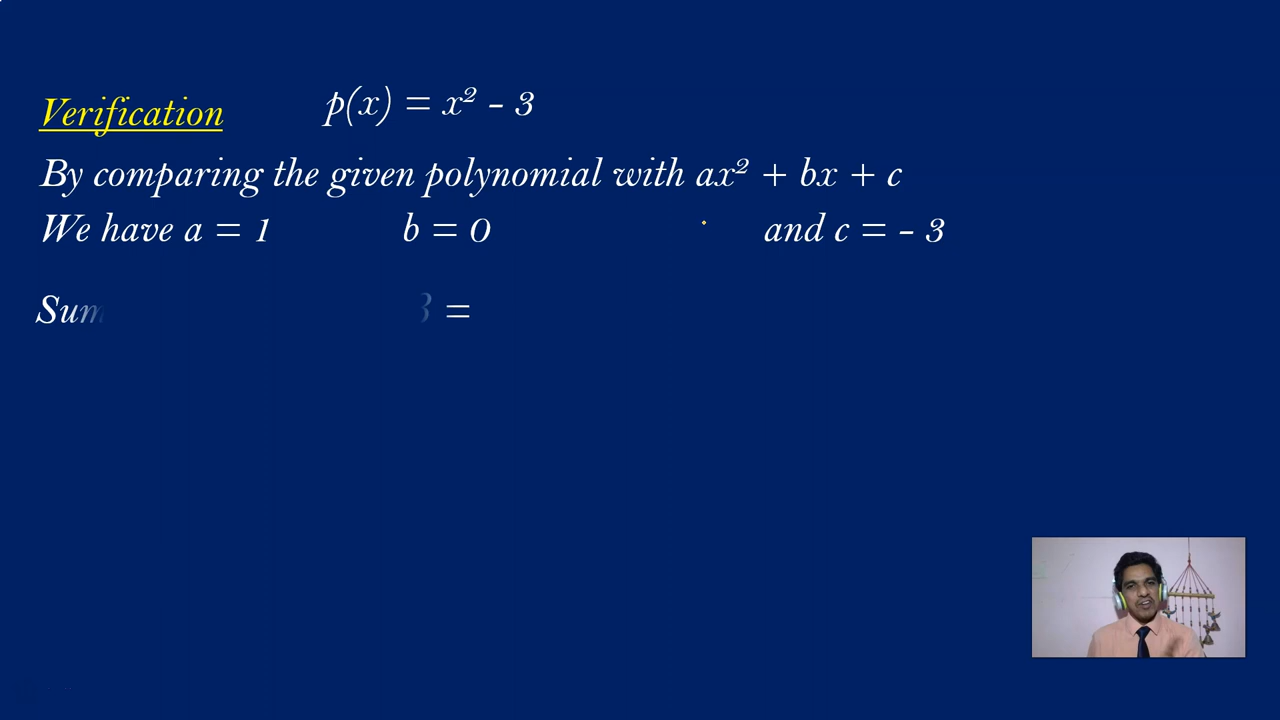 Verification p(x) = x² - 3
By comparing the given polynomial with ax² + bx + c
We have a = 1 b = 0 and c = - 3
Sum =